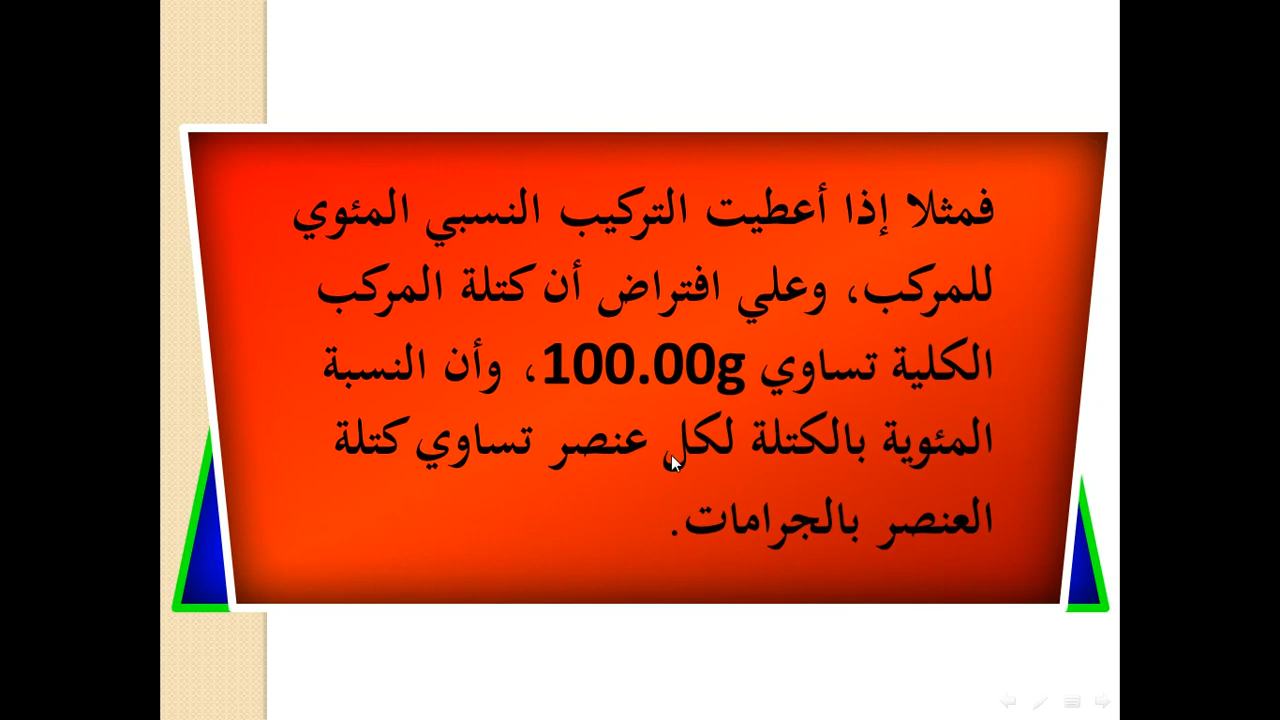 فمثلا إذا أعطيت التركيب النسبي المئوي
للمركب، وعلي افتراض أن كتلة المركب
الكلية تساوي 100.00g، وأن النسبة
المئوية بالكتلة لكل عنصر تساوي كتلة
العنصر بالجرامات.